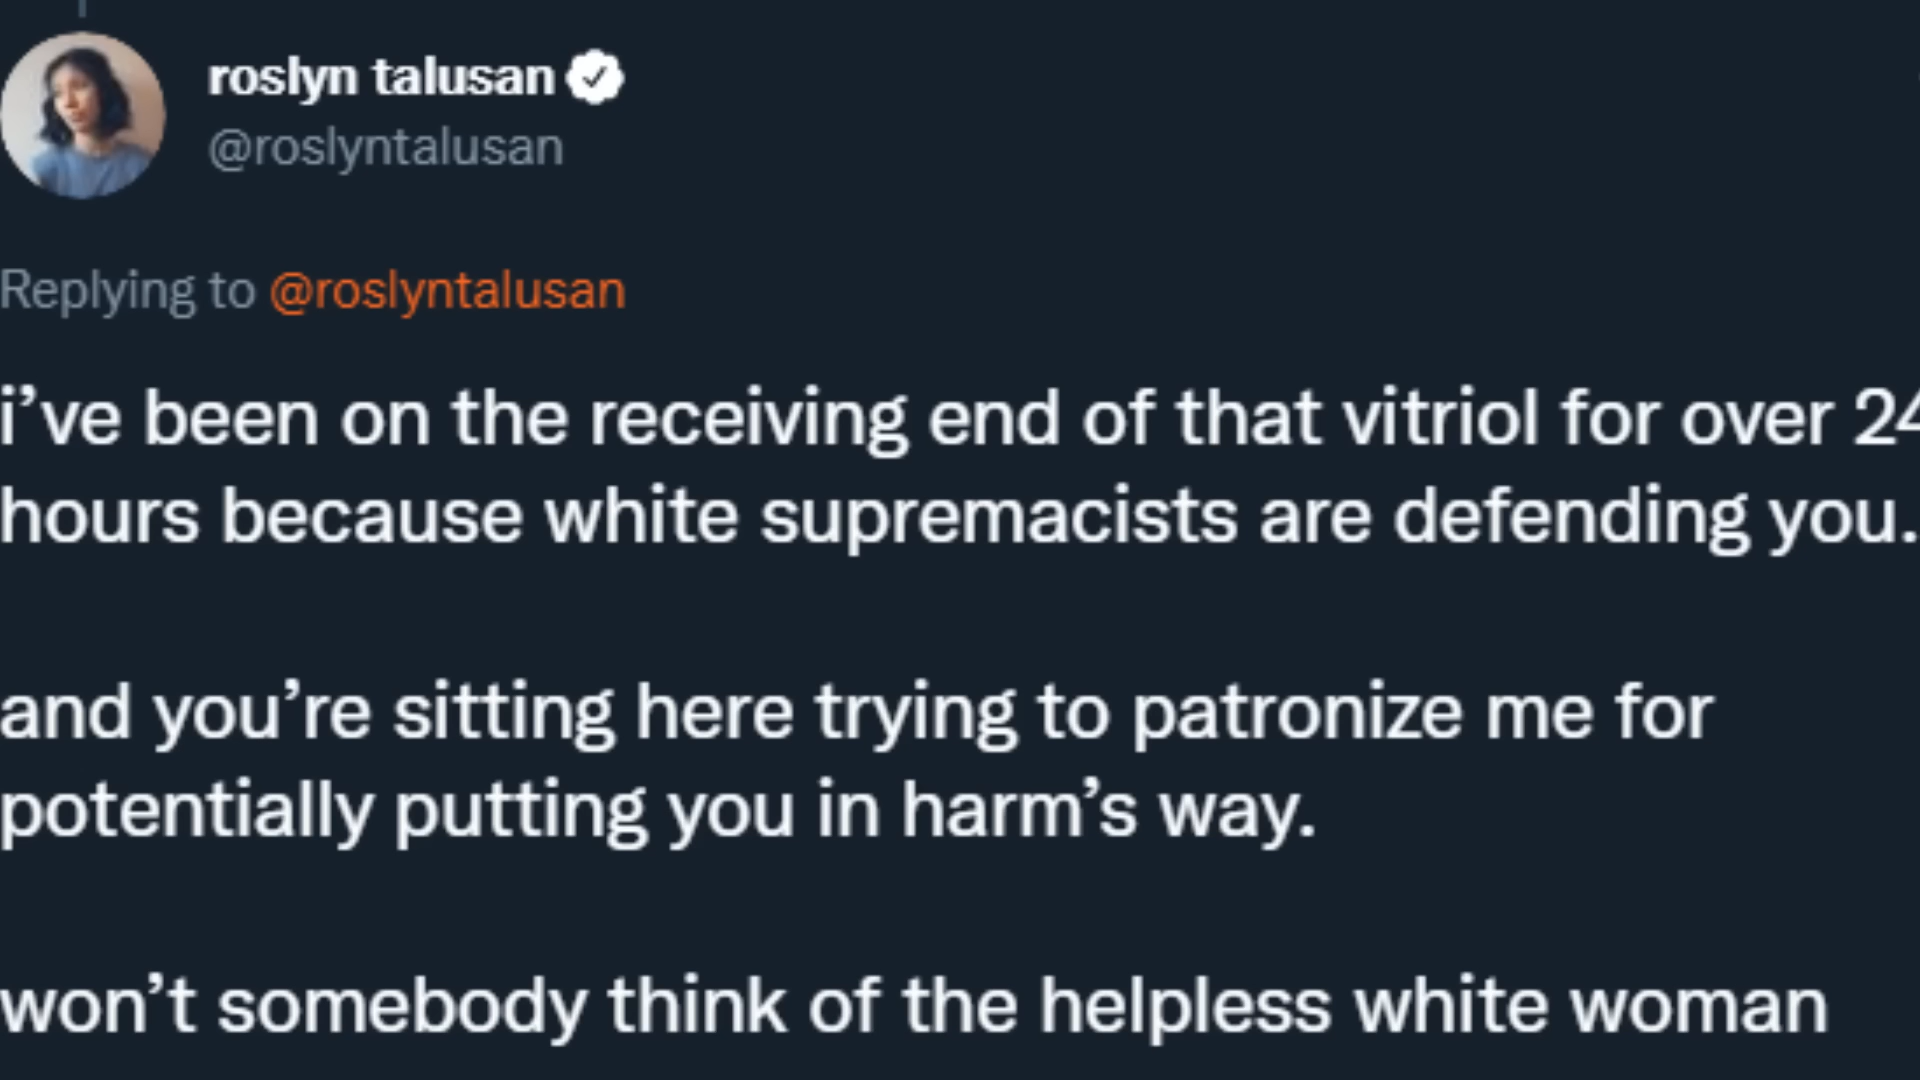 roslyn talusan
@roslyntalusan
Replying to @roslyntalusan
i’ve been on the receiving end of that vitriol for over 24
hours because white supremacists are defending you.
and you’re sitting here trying to patronize me for
potentially putting you in harm’s way.
won’t somebody think of the helpless white woman